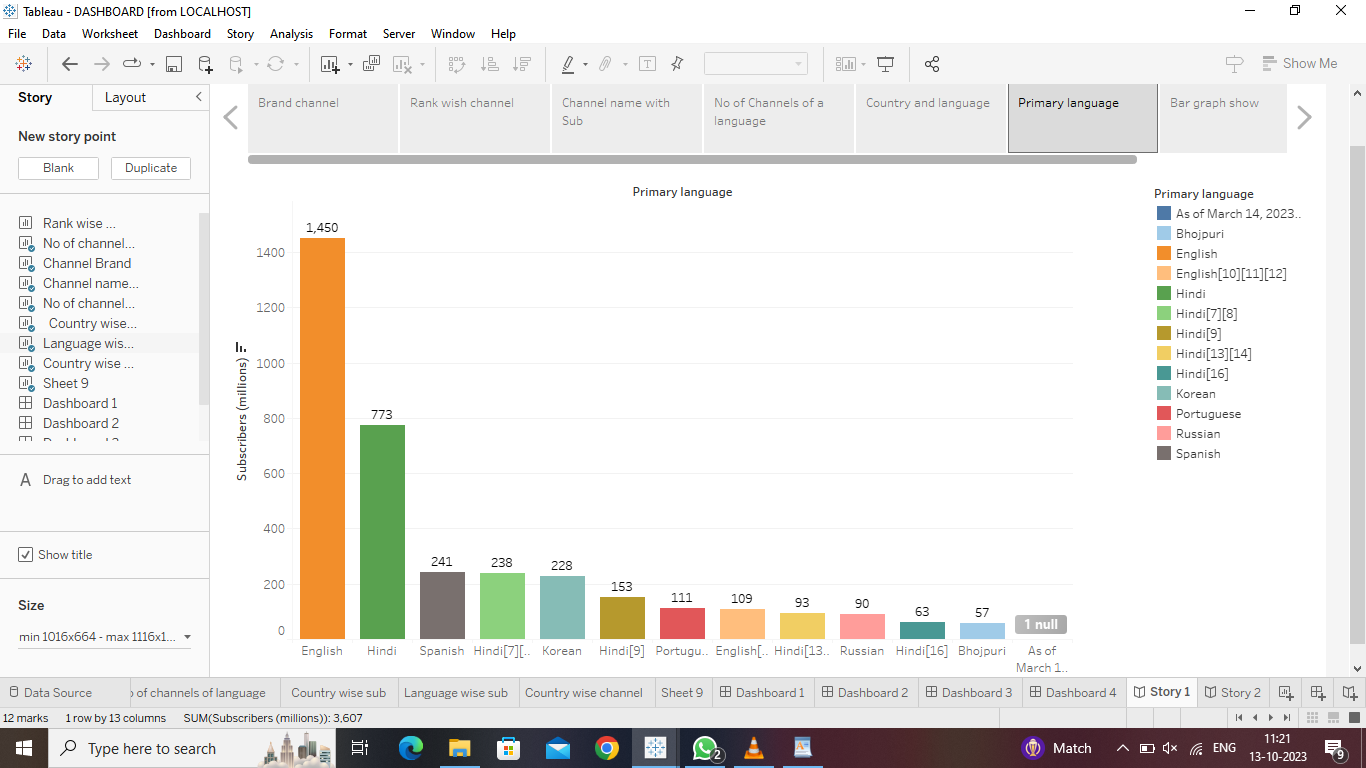 Tableau - DASHBOARD [from LOCALHOST]
File Data Worksheet Dashboard Story Analysis Format Server Window Help
Show Me
Story Layout
New story point
Blank Duplicate
Rank wise ...
No of channel...
Channel Brand
Channel name...
No of channel...
Country wise...
Language wis...
Country wise ...
Sheet 9
Dashboard 1
Dashboard 2
Drag to add text
Show title
Size
min 1016x664 - max 1116x1...
Brand channel
Rank wish channel
Channel name with
Sub
No of Channels of a
language
Country and language
Primary language
Bar graph show
Primary language
Subscribers (millions)
1400
1200
1000
800
600
400
200
0
1,450
773
241
238
228
153
111
109
93
90
63
57
1 null
English
Hindi
Spanish
Hindi[7][..
Korean
Hindi[9]
Portugu..
English[..
Hindi[13..
Russian
Hindi[16]
Bhojpuri
As of
March 1..
Primary language
As of March 14, 2023..
Bhojpuri
English
English[10][11][12]
Hindi
Hindi[7][8]
Hindi[9]
Hindi[13][14]
Hindi[16]
Korean
Portuguese
Russian
Spanish
Data Source of channels of language Country wise sub Language wise sub Country wise channel Sheet 9 Dashboard 1 Dashboard 2 Dashboard 3 Dashboard 4 Story 1 Story 2
12 marks 1 row by 13 columns SUM(Subscribers (millions)): 3,607
Type here to search
2
Match
ENG
11:21
13-10-2023
9